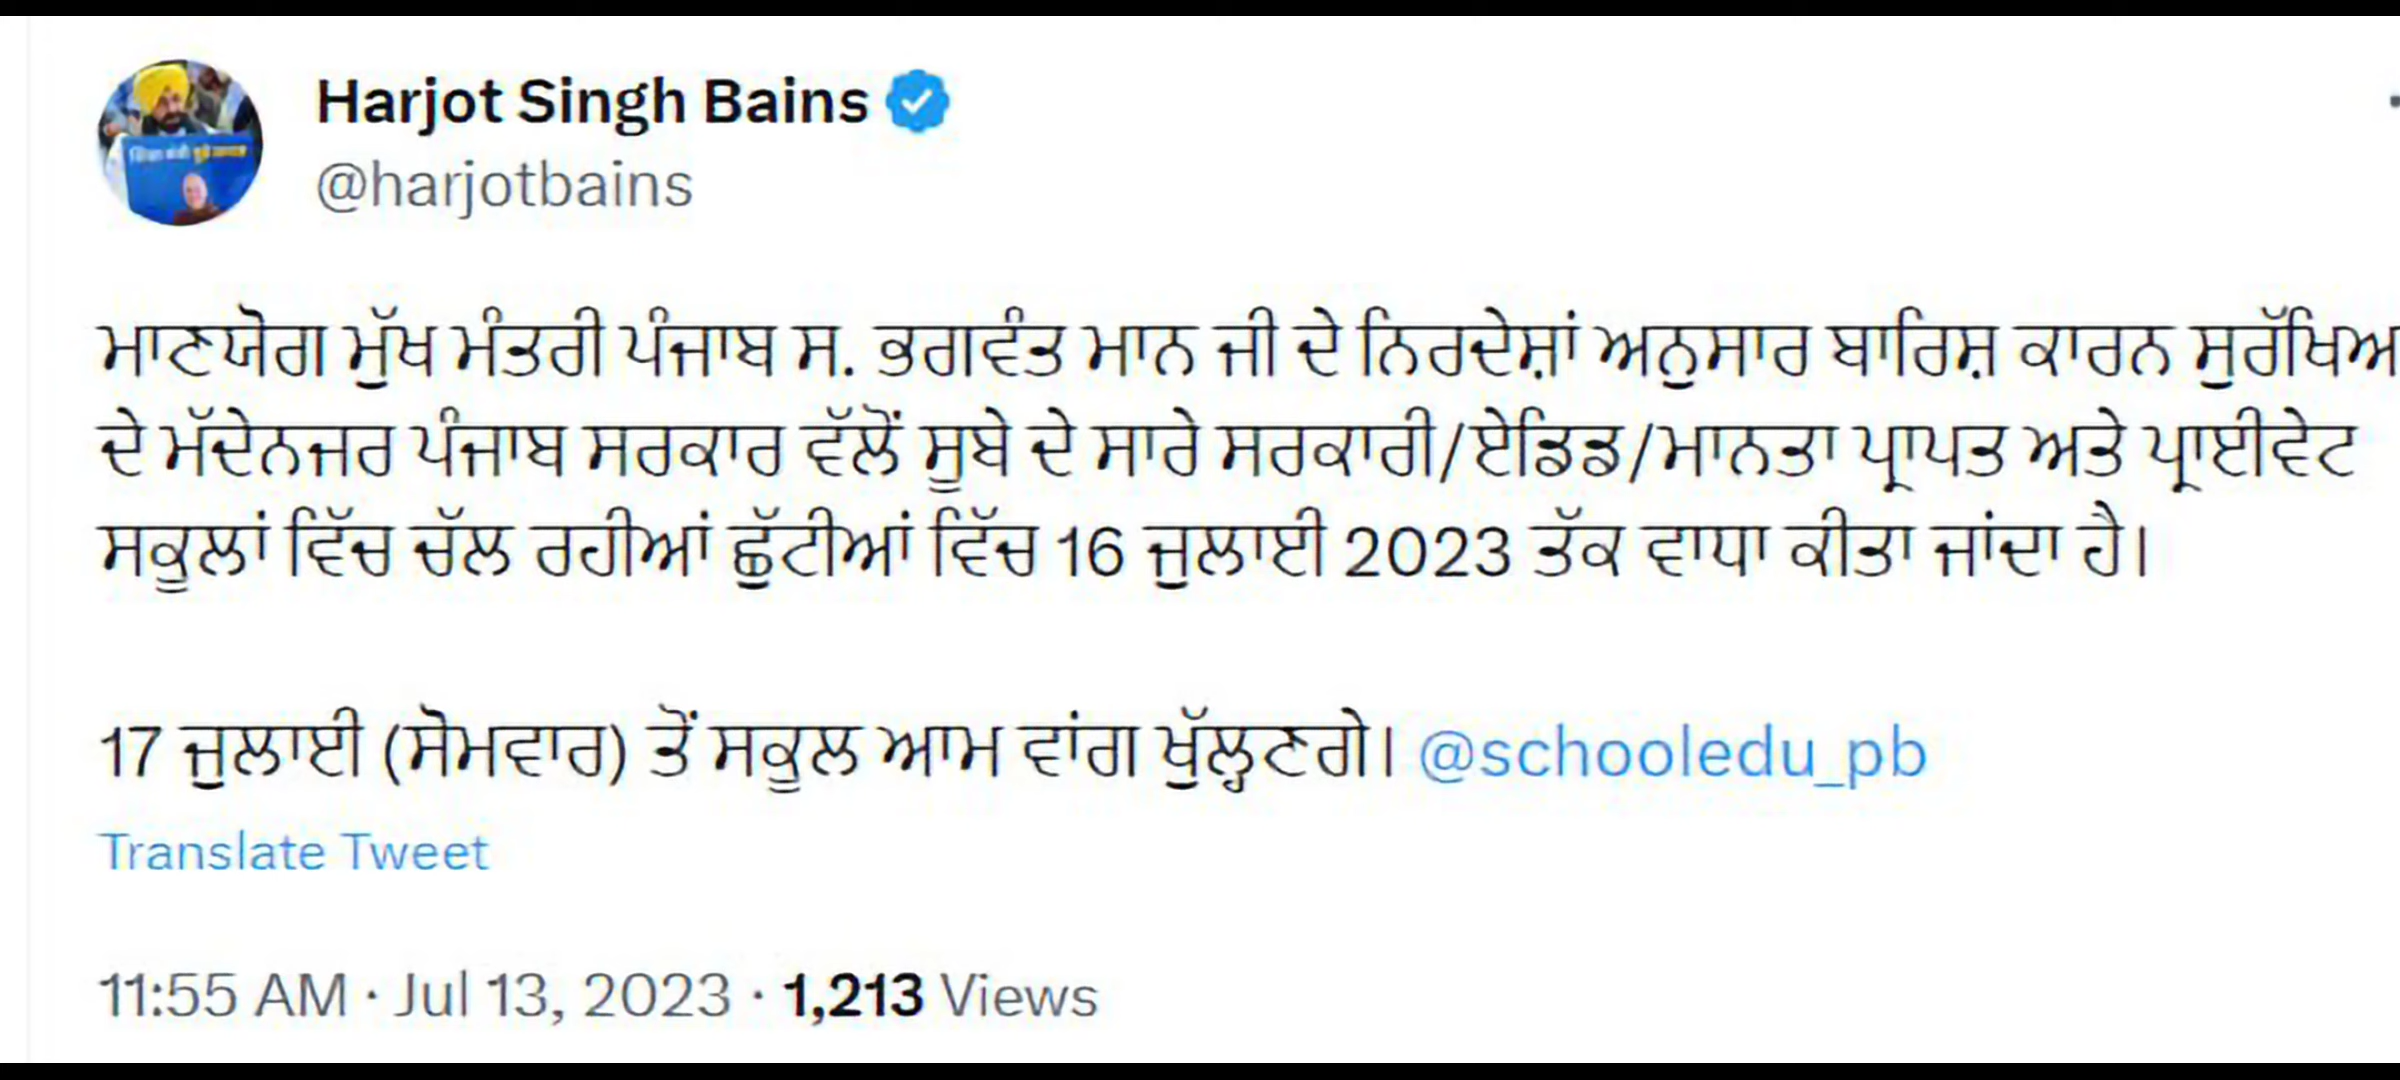 Harjot Singh Bains
@harjotbains
ਮਾਣਯੋਗ ਮੁੱਖ ਮੰਤਰੀ ਪੰਜਾਬ ਸ. ਭਗਵੰਤ ਮਾਨ ਜੀ ਦੇ ਨਿਰਦੇਸ਼ਾਂ ਅਨੁਸਾਰ ਬਾਰਿਸ਼ ਕਾਰਨ ਸੁਰੱਖਿਅ
ਦੇ ਮੱਦੇਨਜਰ ਪੰਜਾਬ ਸਰਕਾਰ ਵੱਲੋਂ ਸੂਬੇ ਦੇ ਸਾਰੇ ਸਰਕਾਰੀ/ਏਡਿਡ/ਮਾਨਤਾ ਪ੍ਰਾਪਤ ਅਤੇ ਪ੍ਰਾਈਵੇਟ
ਸਕੂਲਾਂ ਵਿੱਚ ਚੱਲ ਰਹੀਆਂ ਛੁੱਟੀਆਂ ਵਿੱਚ 16 ਜੁਲਾਈ 2023 ਤੱਕ ਵਾਧਾ ਕੀਤਾ ਜਾਂਦਾ ਹੈ।
17 ਜੁਲਾਈ (ਸੋਮਵਾਰ) ਤੋਂ ਸਕੂਲ ਆਮ ਵਾਂਗ ਖੁੱਲ੍ਹਣਗੇ। @schooledu_pb
Translate Tweet
11:55 AM · Jul 13, 2023 · 1,213 Views